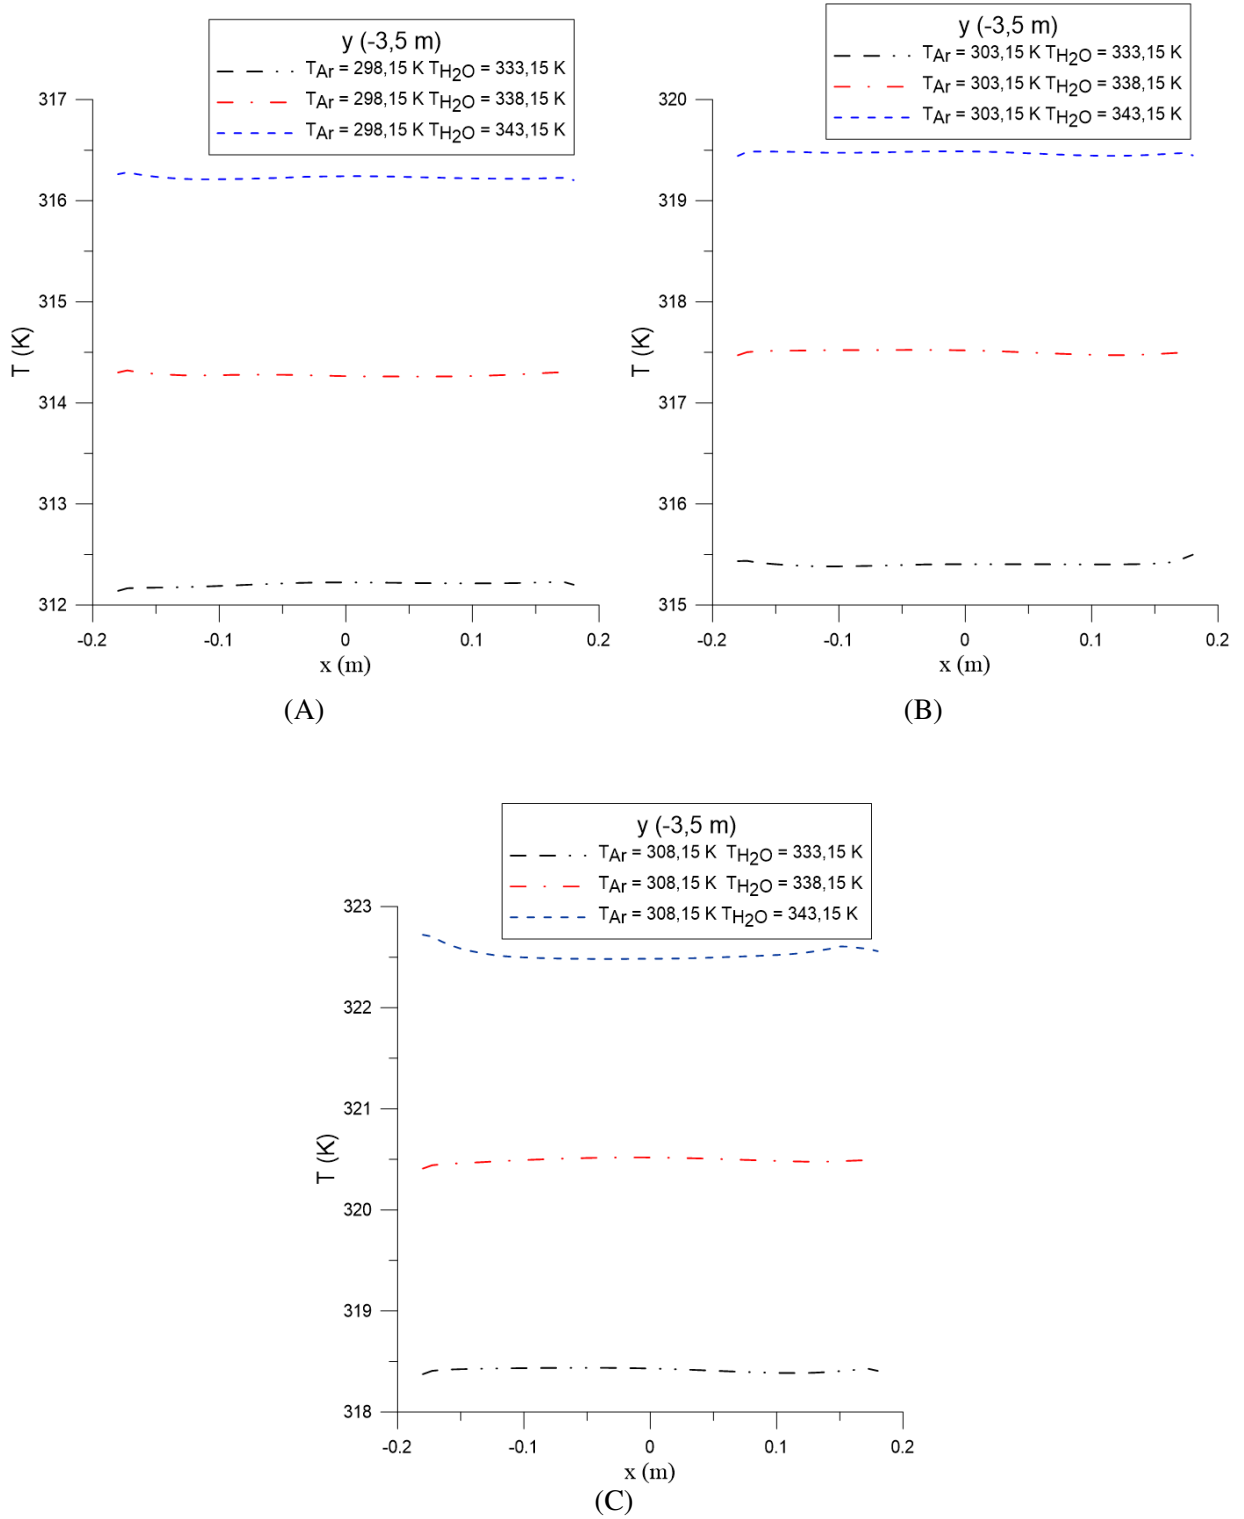 y (-3,5 m)
TAr = 298,15 K TH2O = 333,15 K
TAr = 298,15 K TH2O = 338,15 K
TAr = 298,15 K TH2O = 343,15 K
317
316
315
314
313
312
T (K)
-0.2 -0.1 0 0.1 0.2
x (m)
(A)
y (-3,5 m)
TAr = 303,15 K TH2O = 333,15 K
TAr = 303,15 K TH2O = 338,15 K
TAr = 303,15 K TH2O = 343,15 K
320
319
318
317
316
315
T (K)
-0.2 -0.1 0 0.1 0.2
x (m)
(B)
y (-3,5 m)
TAr = 308,15 K TH2O = 333,15 K
TAr = 308,15 K TH2O = 338,15 K
TAr = 308,15 K TH2O = 343,15 K
323
322
321
320
319
318
T (K)
-0.2 -0.1 0 0.1 0.2
x (m)
(C)